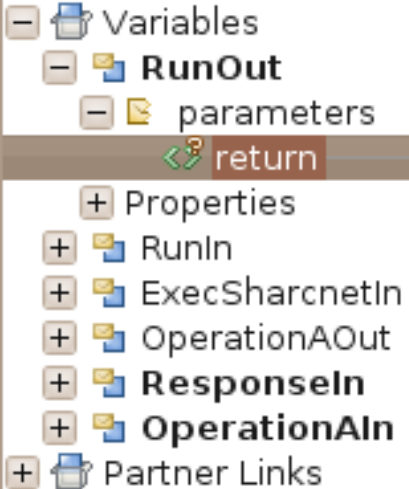 Variables
RunOut
parameters
return
Properties
RunIn
ExecSharcnetIn
OperationAOut
ResponseIn
OperationAIn
Partner Links